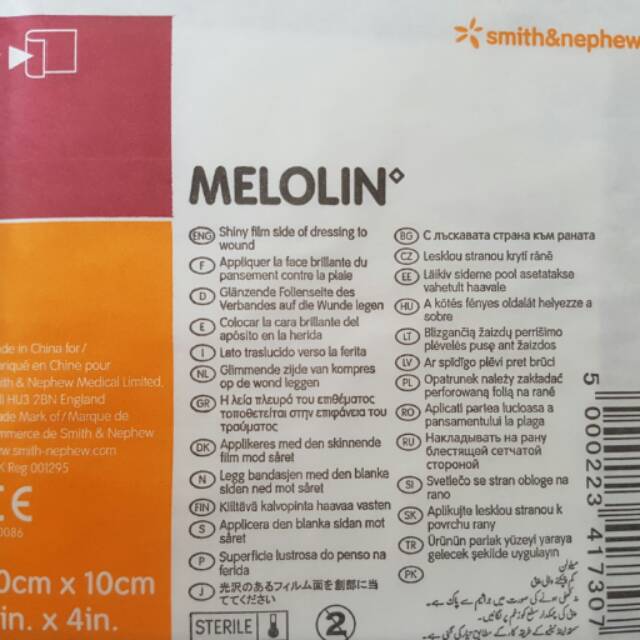 smith&nephew
MELOLIN◊
ENG Shiny film side of dressing to
wound
F Appliquer la face brillante du
pansement contre la plaie
D Glänzende Folienseite des
Verbandes auf die Wunde legen
E Colocar la cara brillante del
apósito en la herida
I Lato traslucido verso la ferita
NL Glimmende zijde van kompres
op de wond leggen
GR Η λεία πλευρό του επιθέματος
τοποθετείται στην επιφάνεια του
τραύματος
DK Applikeres med den skinnende
film mod såret
N Legg bandasjen med den blanke
siden ned mot såret
FIN Kiiltävä kalvopinta haavaa vasten
S Applicera den blanka sidan mot
såret
P Superfície lustrosa do penso na
ferida
J 光沢のあるフィルム面を創部に当
ててください
BG С лъскавата страна към раната
CZ Lesklou stranou krytí ráně
EE Läikiv sideme pool asetatakse
vahetult haavale
HU A kötés fényes oldalát helyezze a
sobre
LT Blizgančią žaizdų perrišimo
plėvelės pusę ant žaizdos
LV Ar spīdīgo plēvi pret brūci
PL Opatrunek należy zakładać
perforowaną folią na ranę
RO Aplicati partea lucioasa a
pansamentului la plaga
RU Накладывать на рану
блестящей сетчатой
стороной
SI Svetlečo se stran obloge na
rano
SK Aplikujte lesklou stranou k
povrchu rany
TR Ürünün parlak yüzeyi yaraya
gelecek şekilde uygulayın
PK
میلولن
de in China for/
riqué en Chine pour
ith & Nephew Medical Limited,
ll HU3 2BN England
ade Mark of/Marque de
mmerce de Smith & Nephew
w.smith-nephew.com
K Reg 001295
CE
0086
0cm x 10cm
in. x 4in.
STERILE
2
5 000223 417307